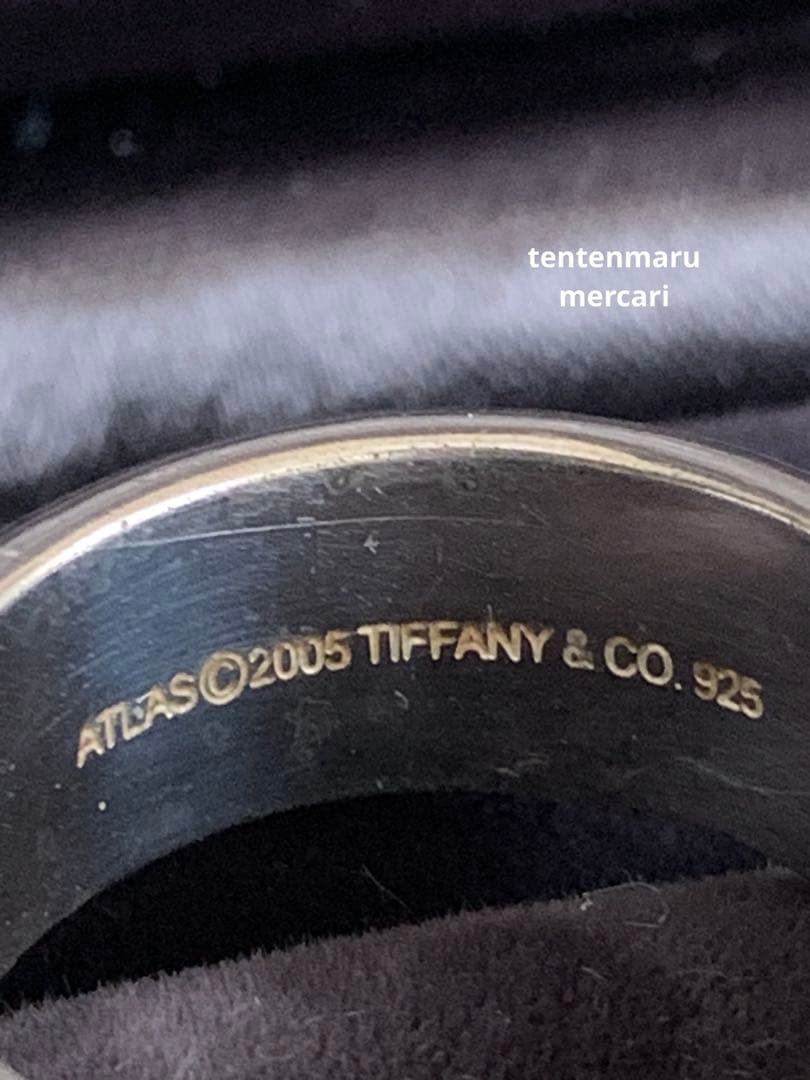 tentenmaru
mercari
ATLAS©2005 TIFFANY & CO. 925